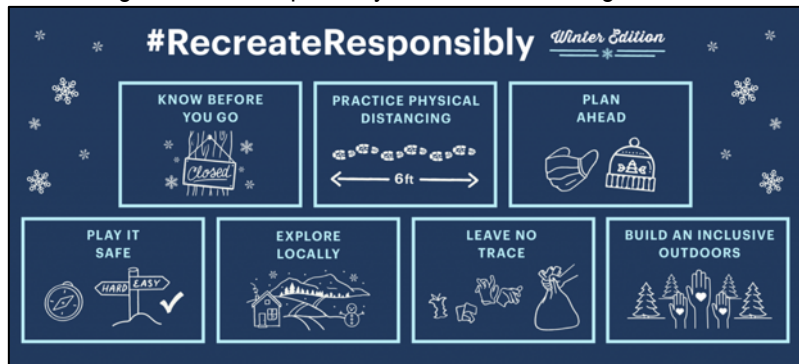 #RecreateResponsibly Winter Edition
KNOW BEFORE
YOU GO
Closed
PRACTICE PHYSICAL
DISTANCING
6ft
PLAN
AHEAD
PLAY IT
SAFE
HARD EASY
EXPLORE
LOCALLY
LEAVE NO
TRACE
BUILD AN INCLUSIVE
OUTDOORS